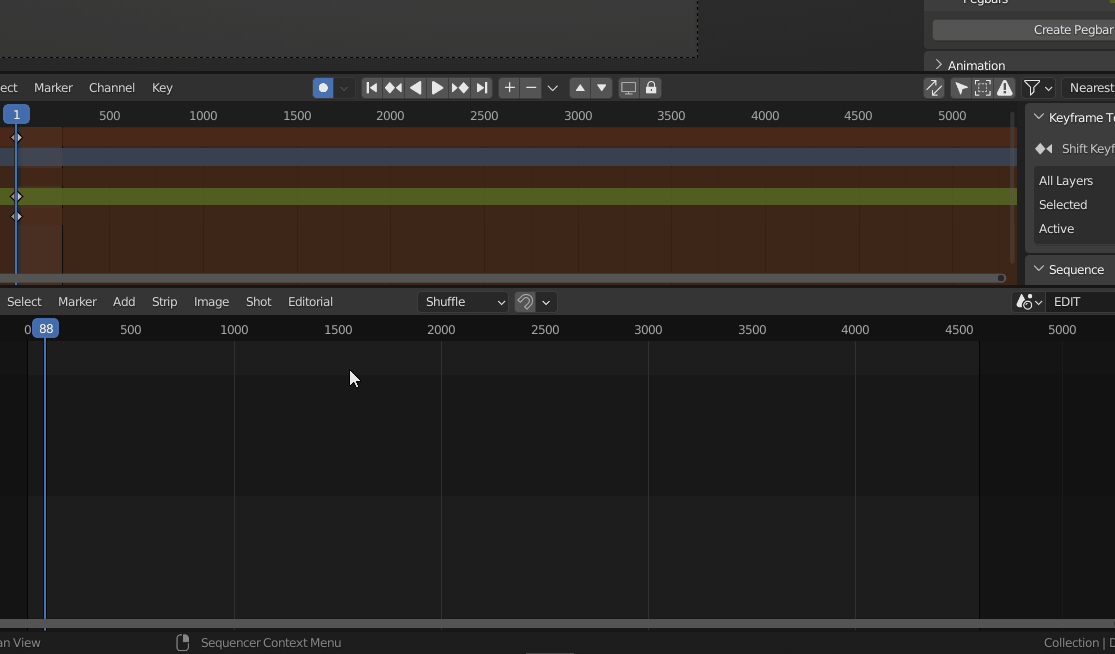 Pegbars
Create Pegbar
Animation
ect Marker Channel Key
Nearest
1 500 1000 1500 2000 2500 3000 3500 4000 4500 5000
Keyframe T
Shift Keyf
All Layers
Selected
Active
Sequence
Select Marker Add Strip Image Shot Editorial Shuffle EDIT
0 88 500 1000 1500 2000 2500 3000 3500 4000 4500 5000
an View Sequencer Context Menu Collection | D